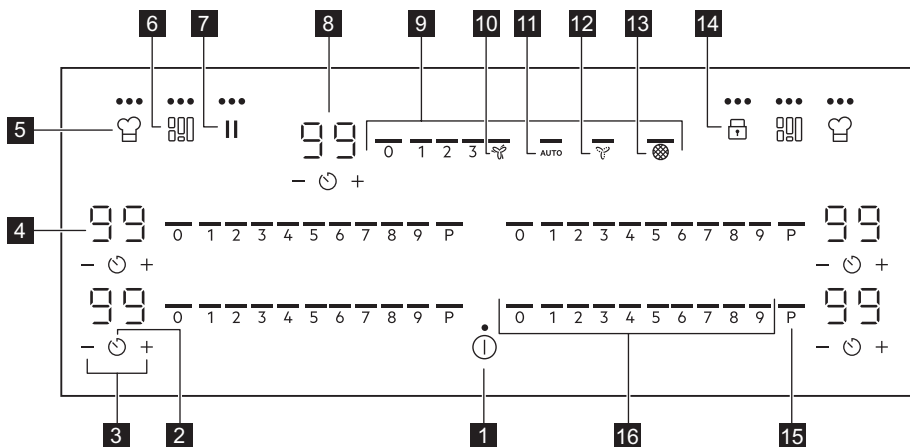 6 7 8 9 10 11 12 13 14
5
99 0 1 2 3 AUTO
− +
4 99 0 1 2 3 4 5 6 7 8 9 P 0 1 2 3 4 5 6 7 8 9 P 99
− + − +
99 0 1 2 3 4 5 6 7 8 9 P 0 1 2 3 4 5 6 7 8 9 P 99
− + − +
3 2 1 16 15